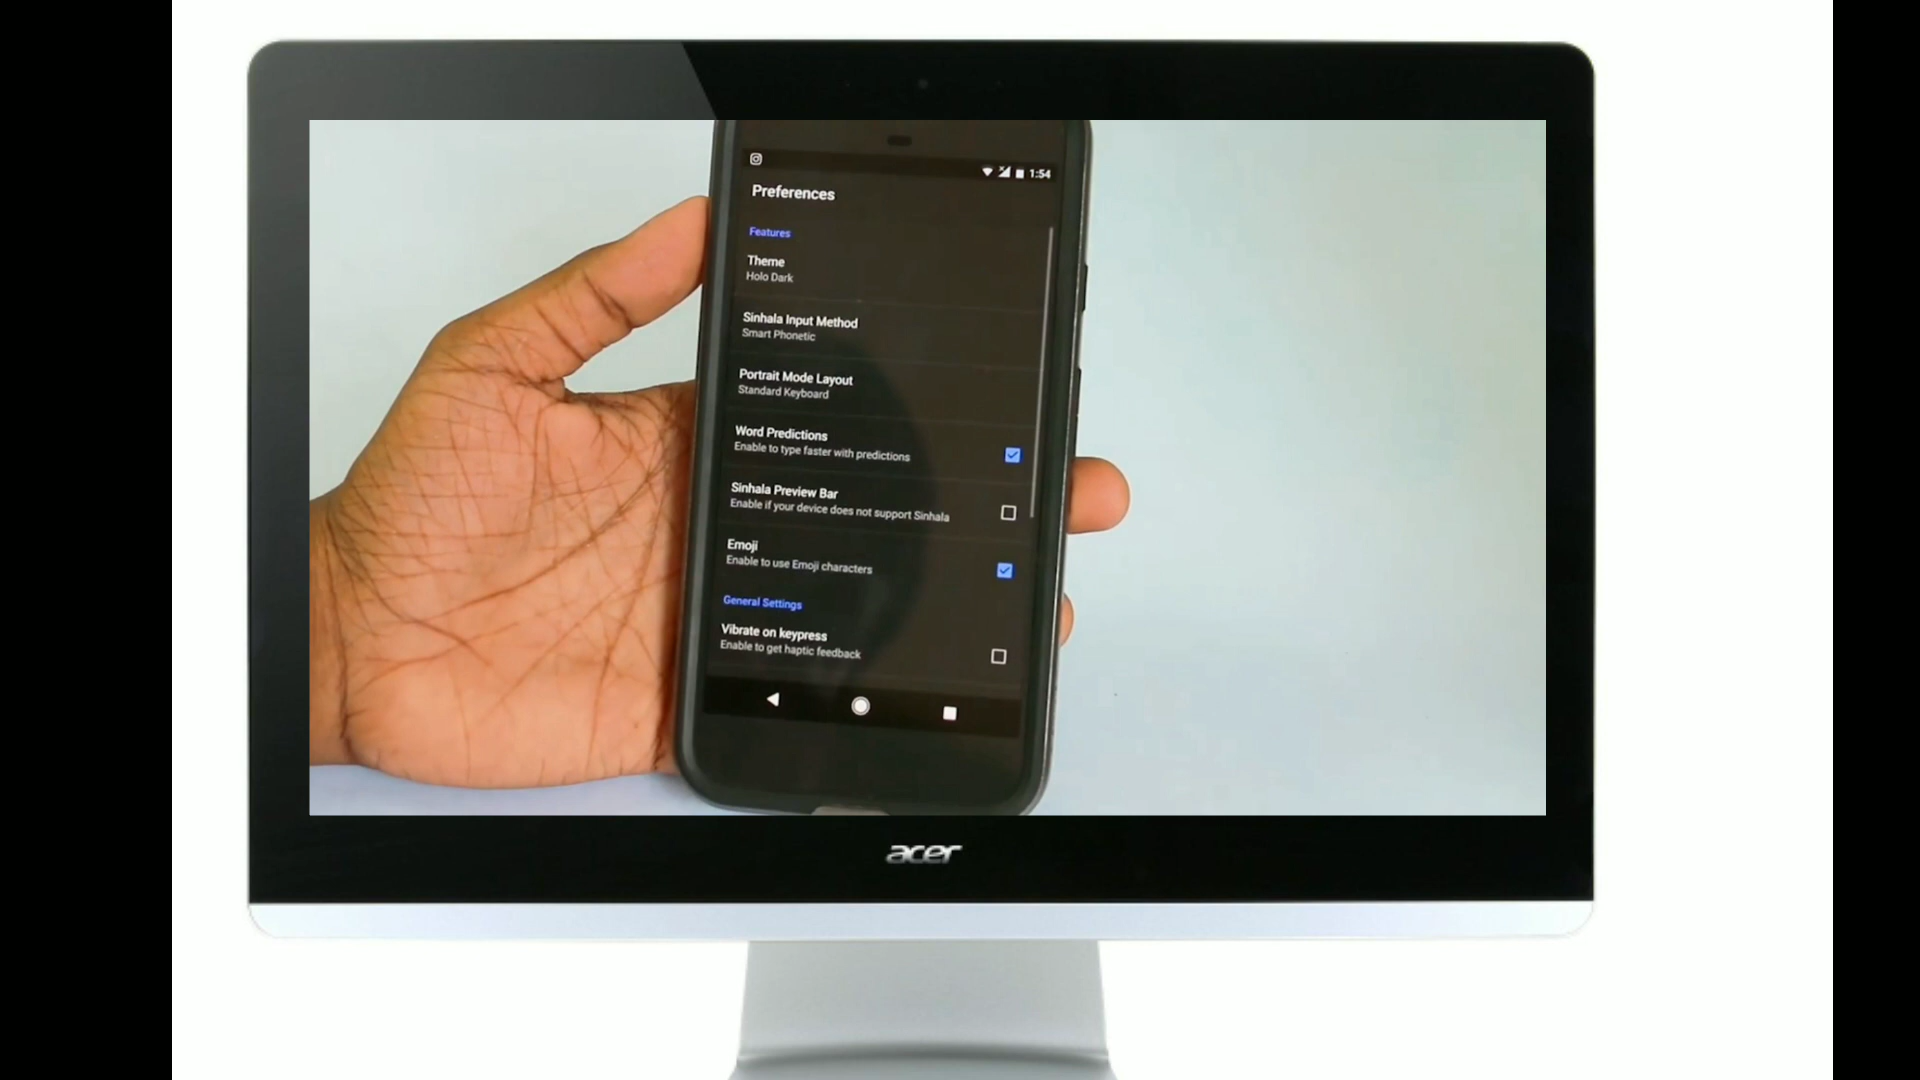 1:54
Preferences
Features
Theme
Holo Dark
Sinhala Input Method
Smart Phonetic
Portrait Mode Layout
Standard Keyboard
Word Predictions
Enable to type faster with predictions
Sinhala Preview Bar
Enable if your device does not support Sinhala
Emoji
Enable to use Emoji characters
General Settings
Vibrate on keypress
Enable to get haptic feedback
acer